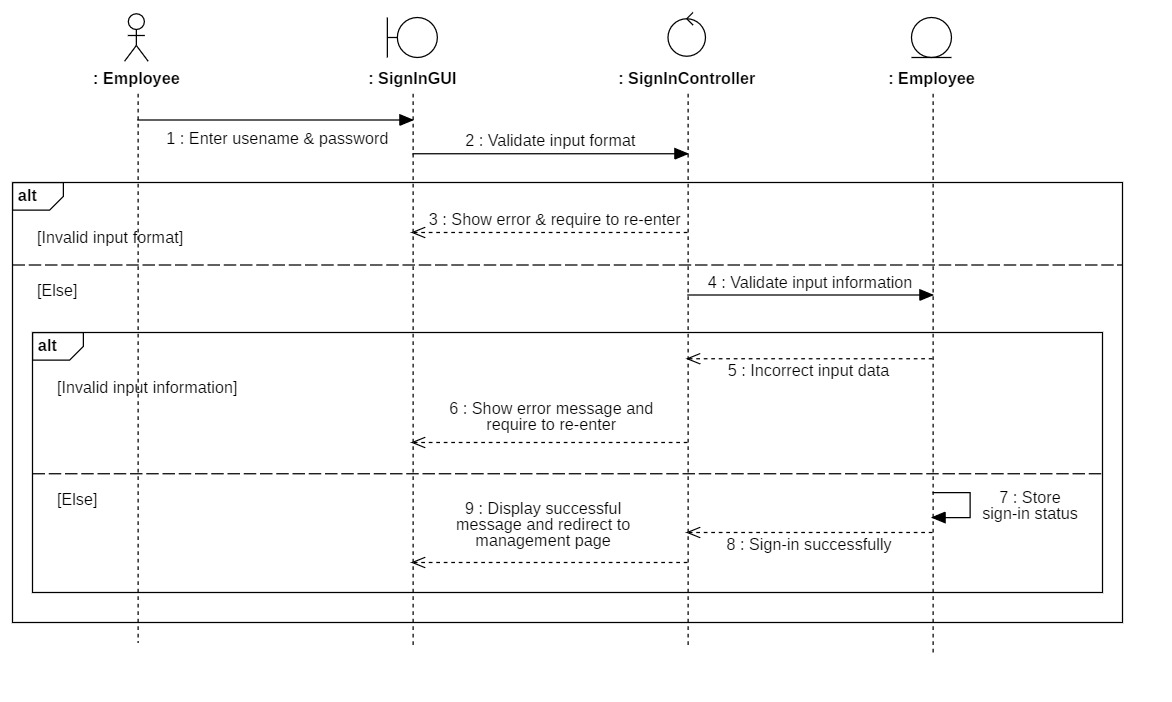 : Employee
: SignInGUI
: SignInController
: Employee
1 : Enter usename & password
2 : Validate input format
alt
3 : Show error & require to re-enter
[Invalid input format]
[Else]
4 : Validate input information
alt
5 : Incorrect input data
[Invalid input information]
6 : Show error message and
require to re-enter
[Else]
7 : Store
sign-in status
9 : Display successful
message and redirect to
management page
8 : Sign-in successfully